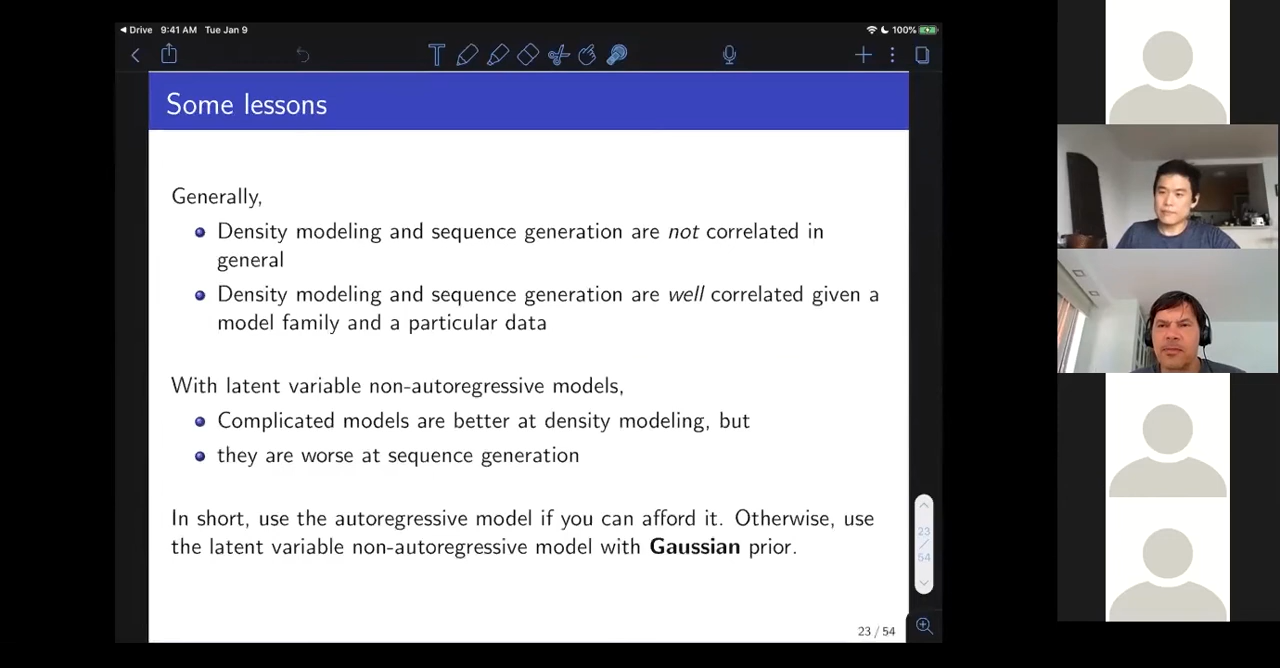 Drive 9:41 AM Tue Jan 9
100%
Some lessons
Generally,
Density modeling and sequence generation are not correlated in
general
Density modeling and sequence generation are well correlated given a
model family and a particular data
With latent variable non-autoregressive models,
Complicated models are better at density modeling, but
they are worse at sequence generation
In short, use the autoregressive model if you can afford it. Otherwise, use
the latent variable non-autoregressive model with Gaussian prior.
23
/
54
23 / 54